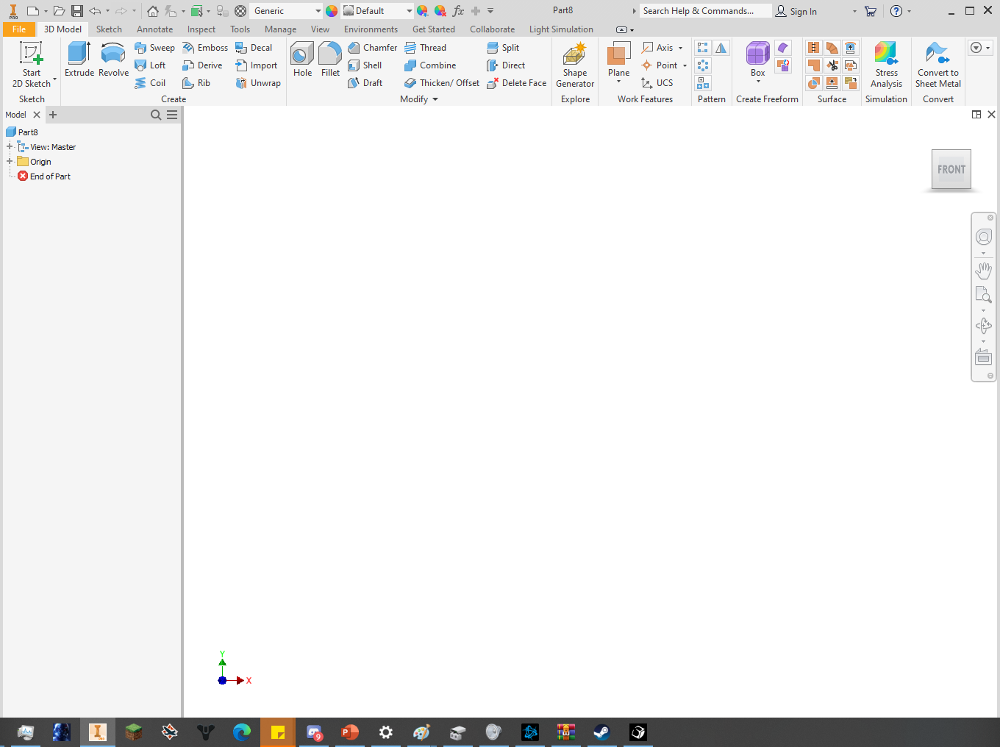 Generic
Default
Part8
Search Help & Commands...
Sign In
File
3D Model
Sketch
Annotate
Inspect
Tools
Manage
View
Environments
Get Started
Collaborate
Light Simulation
Start
2D Sketch
Sketch
Extrude
Revolve
Sweep
Loft
Coil
Emboss
Derive
Rib
Decal
Import
Unwrap
Create
Hole
Fillet
Chamfer
Shell
Draft
Thread
Combine
Thicken/ Offset
Split
Direct
Delete Face
Modify
Shape
Generator
Explore
Plane
Axis
Point
UCS
Work Features
Pattern
Box
Create Freeform
Surface
Stress
Analysis
Simulation
Convert to
Sheet Metal
Convert
Model
Part8
View: Master
Origin
End of Part
FRONT
Y
X
9